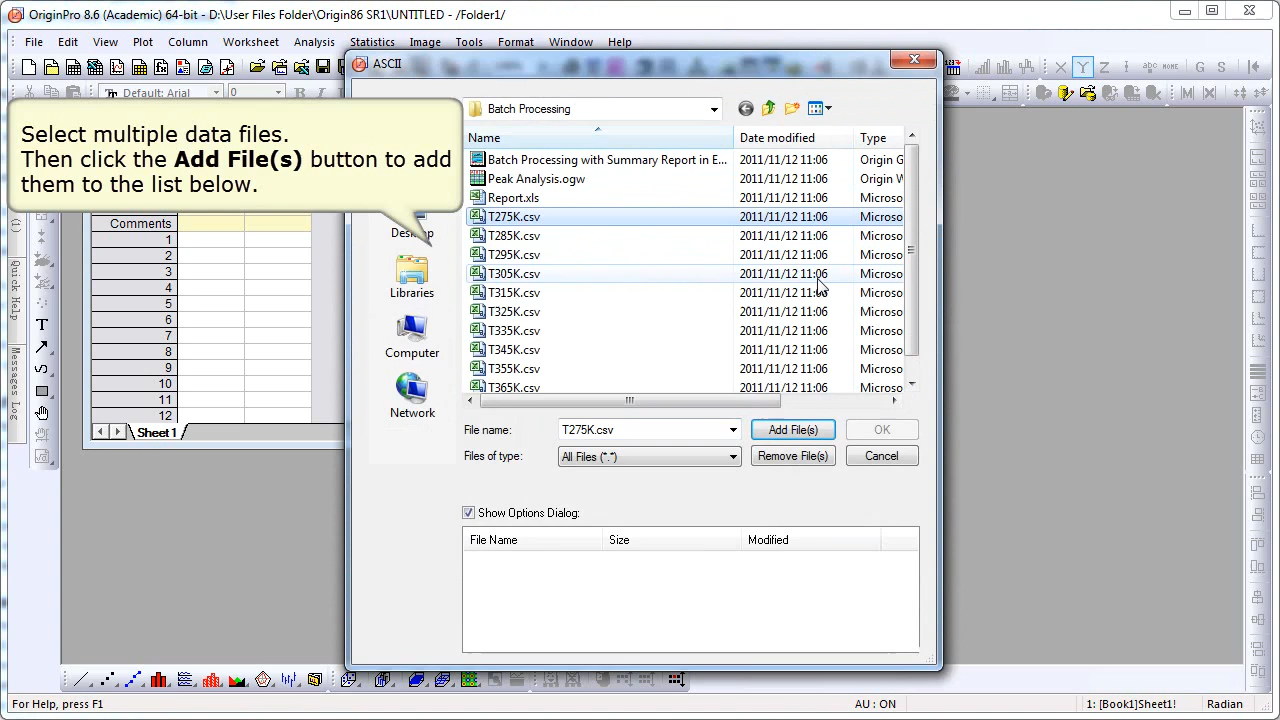 OriginPro 8.6 (Academic) 64-bit - D:\User Files Folder\Origin86 SR1\UNTITLED - /Folder1/
File Edit View Plot Column Worksheet Analysis Statistics Image Tools Format Window Help
Default: Arial 0 B I
Select multiple data files.
Then click the Add File(s) button to add
them to the list below.
ASCII
Batch Processing
Name Date modified Type
Batch Processing with Summary Report in E... 2011/11/12 11:06 Origin
Peak Analysis.ogw 2011/11/12 11:06 Origin
Report.xls 2011/11/12 11:06 Microso
T275K.csv 2011/11/12 11:06 Microso
T285K.csv 2011/11/12 11:06 Microso
T295K.csv 2011/11/12 11:06 Microso
T305K.csv 2011/11/12 11:06 Microso
T315K.csv 2011/11/12 11:06 Microso
T325K.csv 2011/11/12 11:06 Microso
T335K.csv 2011/11/12 11:06 Microso
T345K.csv 2011/11/12 11:06 Microso
T355K.csv 2011/11/12 11:06 Microso
T365K.csv 2011/11/12 11:06 Microso
Desktop
Libraries
Computer
Network
File name: T275K.csv Add File(s) OK
Files of type: All Files (*.*) Remove File(s) Cancel
Show Options Dialog:
File Name Size Modified
Comments
1
2
3
4
5
6
7
8
9
10
11
12
Sheet1
Quick Help
Messages Log
For Help, press F1 AU : ON 1: [Book1]Sheet1! Radian